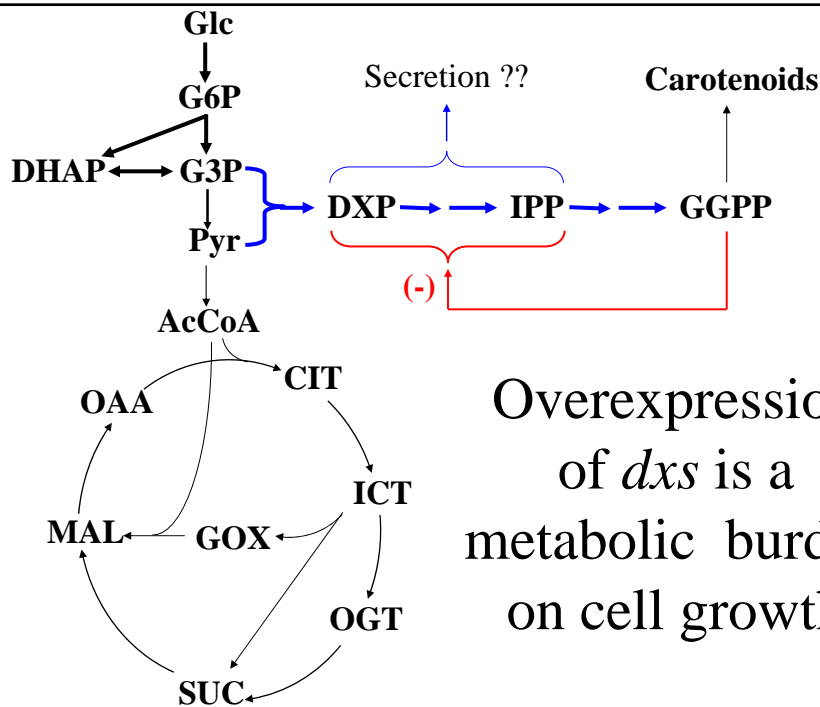 Glc
Secretion ??
Carotenoids
G6P
DHAP
G3P
DXP
IPP
GGPP
Pyr
(-)
AcCoA
CIT
OAA
ICT
MAL
GOX
OGT
SUC
Overexpressio
of dxs is a
metabolic burd
on cell growth